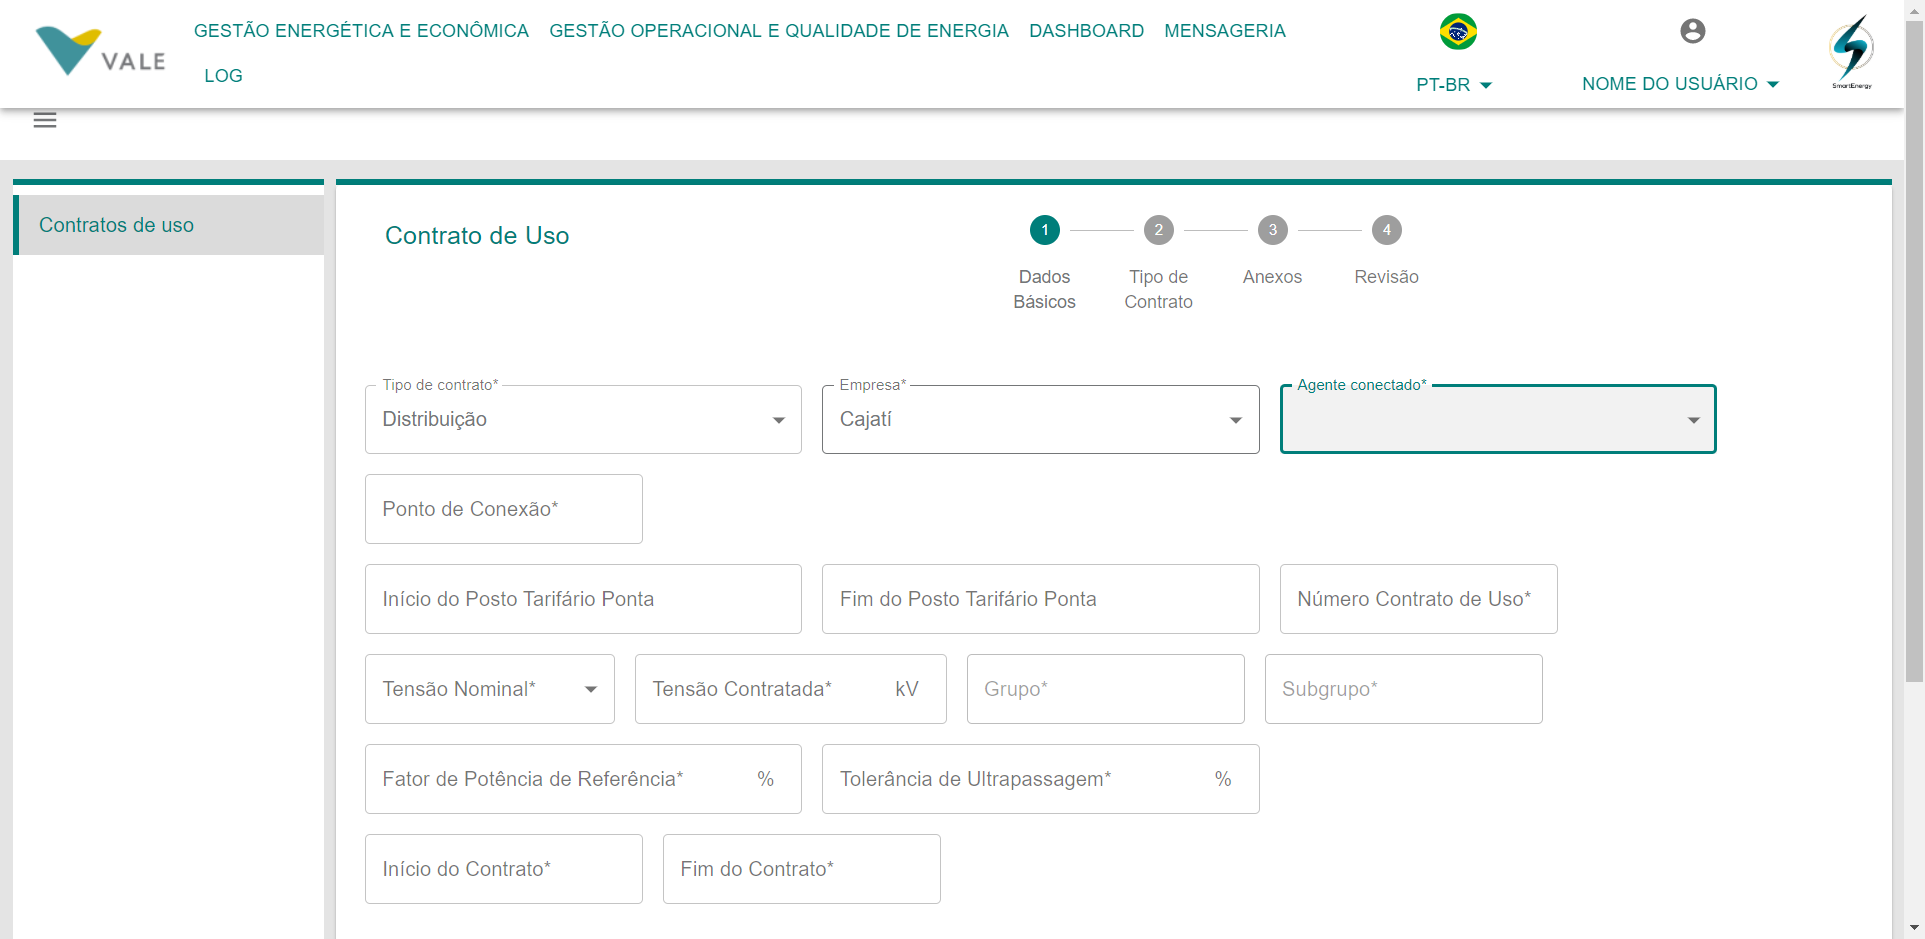 VALE
GESTÃO ENERGÉTICA E ECONÔMICA
GESTÃO OPERACIONAL E QUALIDADE DE ENERGIA
DASHBOARD
MENSAGERIA
LOG
PT-BR
NOME DO USUÁRIO
SmartEnergy
Contratos de uso
Contrato de Uso
1
2
3
4
Dados
Básicos
Tipo de
Contrato
Anexos
Revisão
Tipo de contrato*
Distribuição
Empresa*
Cajatí
Agente conectado*
Ponto de Conexão*
Início do Posto Tarifário Ponta
Fim do Posto Tarifário Ponta
Número Contrato de Uso*
Tensão Nominal*
Tensão Contratada*
kV
Grupo*
Subgrupo*
Fator de Potência de Referência*
%
Tolerância de Ultrapassagem*
%
Início do Contrato*
Fim do Contrato*